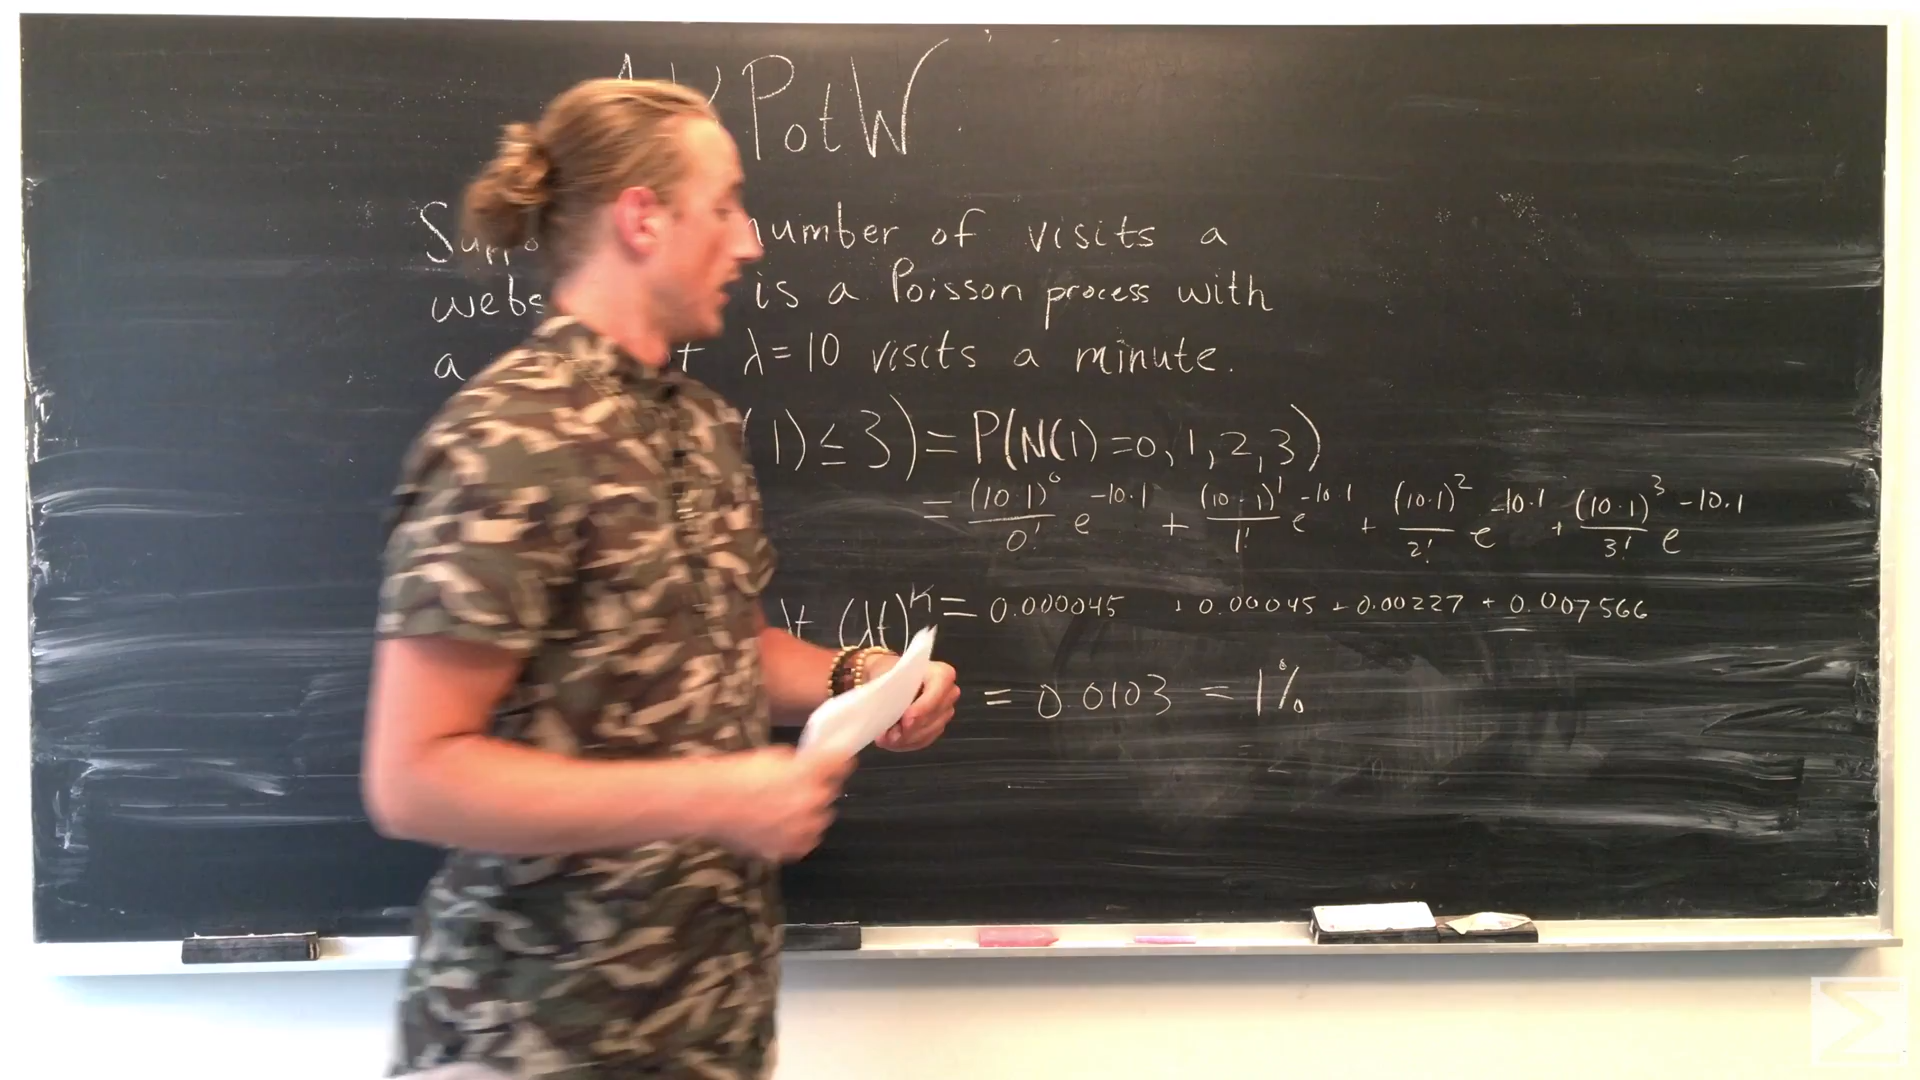 PotW
number of visits a
is a Poisson process with
a λ=10 visits a minute.
1)≤3)=P(N(1)=0,1,2,3)
= (10·1)^0/0! e^-10·1 + (10·1)^1/1! e^-10·1 + (10·1)^2/2! e^-10·1 + (10·1)^3/3! e^-10·1
(λt)^K = 0.000045 + 0.00045 + 0.00227 + 0.007566
= 0.0103 = 1%
Σ